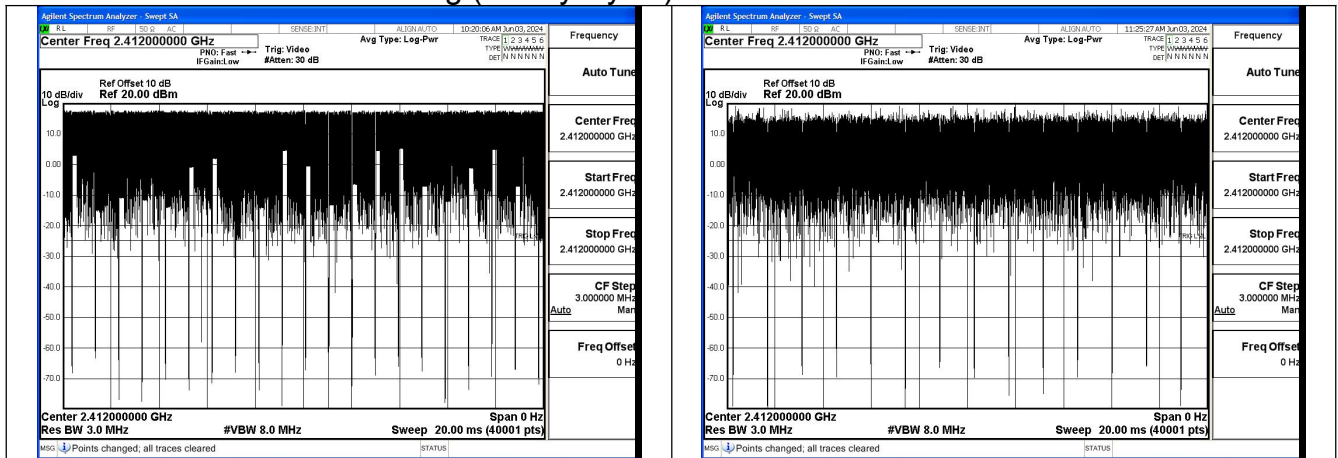 Agilent Spectrum Analyzer - Swept SA
RL RF 50 Ω AC SENSE:INT ALIGN AUTO 10:20:06 AM Jun 03, 2024
Center Freq 2.412000000 GHz
PNO: Fast
IFGain:Low
Trig: Video
#Atten: 30 dB
Avg Type: Log-Pwr
TRACE 1 2 3 4 5 6
TYPE
DET N N N N N N
Frequency
Ref Offset 10 dB
10 dB/div Ref 20.00 dBm
Log
10.0
0.00
-10.0
-20.0
-30.0
-40.0
-50.0
-60.0
-70.0
Auto Tune
Center Freq
2.412000000 GHz
Start Freq
2.412000000 GHz
Stop Freq
2.412000000 GHz
CF Step
3.000000 MHz
Auto Man
Freq Offset
0 Hz
Center 2.412000000 GHz Span 0 Hz
Res BW 3.0 MHz #VBW 8.0 MHz Sweep 20.00 ms (40001 pts)
MSG Points changed; all traces cleared STATUS
Agilent Spectrum Analyzer - Swept SA
RL RF 50 Ω AC SENSE:INT ALIGN AUTO 11:25:27 AM Jun 03, 2024
Center Freq 2.412000000 GHz
PNO: Fast
IFGain:Low
Trig: Video
#Atten: 30 dB
Avg Type: Log-Pwr
TRACE 1 2 3 4 5 6
TYPE
DET N N N N N N
Frequency
Ref Offset 10 dB
10 dB/div Ref 20.00 dBm
Log
10.0
0.00
-10.0
-20.0
-30.0
-40.0
-50.0
-60.0
-70.0
Auto Tune
Center Freq
2.412000000 GHz
Start Freq
2.412000000 GHz
Stop Freq
2.412000000 GHz
CF Step
3.000000 MHz
Auto Man
Freq Offset
0 Hz
Center 2.412000000 GHz Span 0 Hz
Res BW 3.0 MHz #VBW 8.0 MHz Sweep 20.00 ms (40001 pts)
MSG Points changed; all traces cleared STATUS